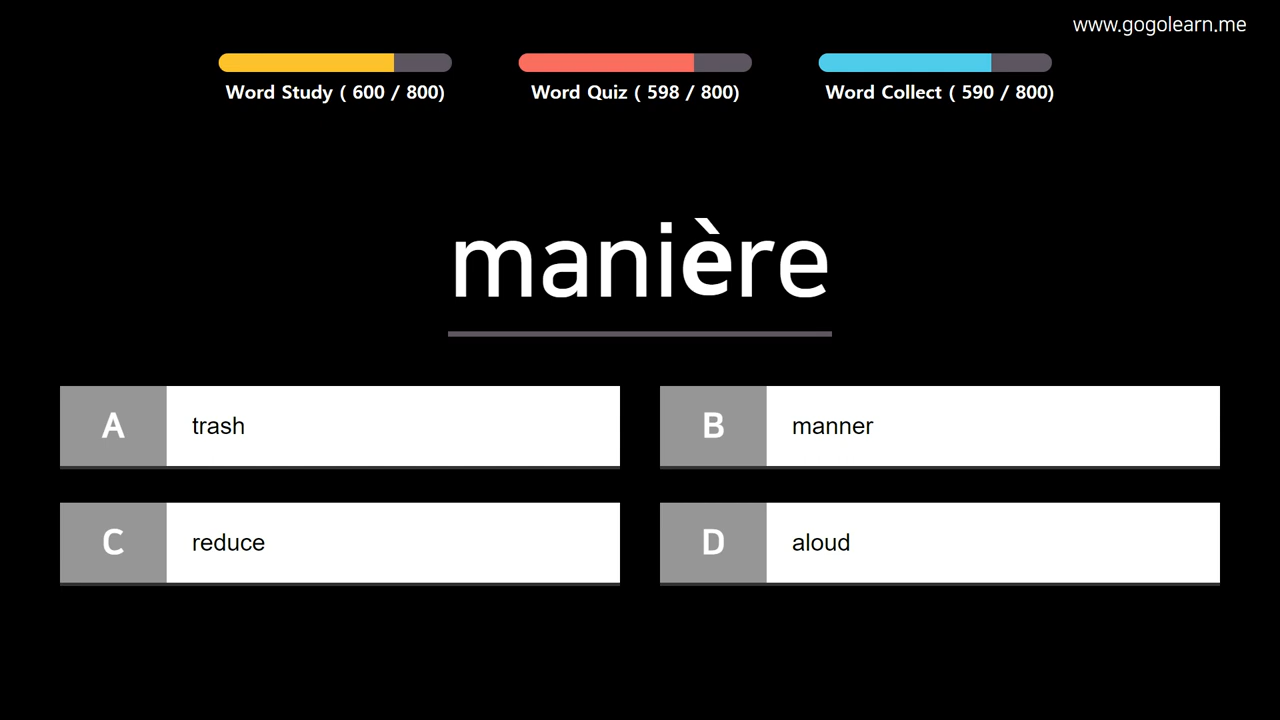 www.gogolearn.me
Word Study ( 600 / 800)
Word Quiz ( 598 / 800)
Word Collect ( 590 / 800)
manière
A trash
B manner
C reduce
D aloud